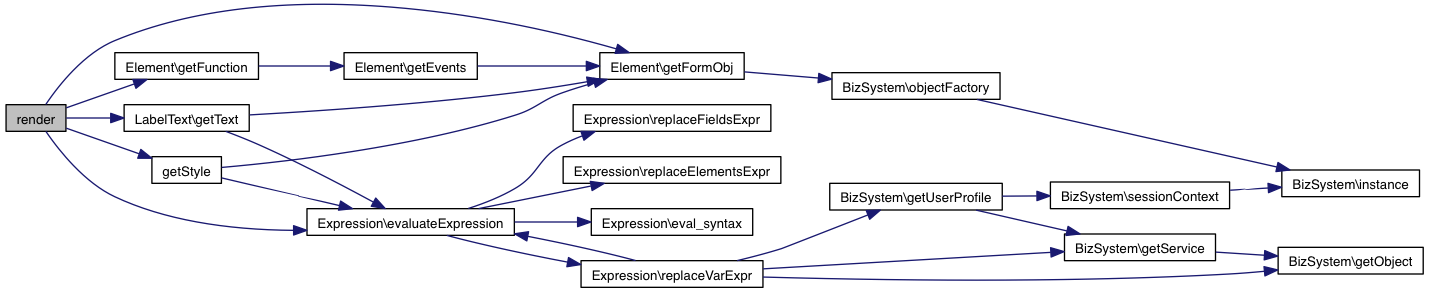 render
Element\getFunction
Element\getEvents
Element\getFormObj
BizSystem\objectFactory
LabelText\getText
Expression\replaceFieldsExpr
getStyle
Expression\replaceElementsExpr
BizSystem\instance
BizSystem\getUserProfile
BizSystem\sessionContext
Expression\evaluateExpression
Expression\eval_syntax
BizSystem\getService
Expression\replaceVarExpr
BizSystem\getObject